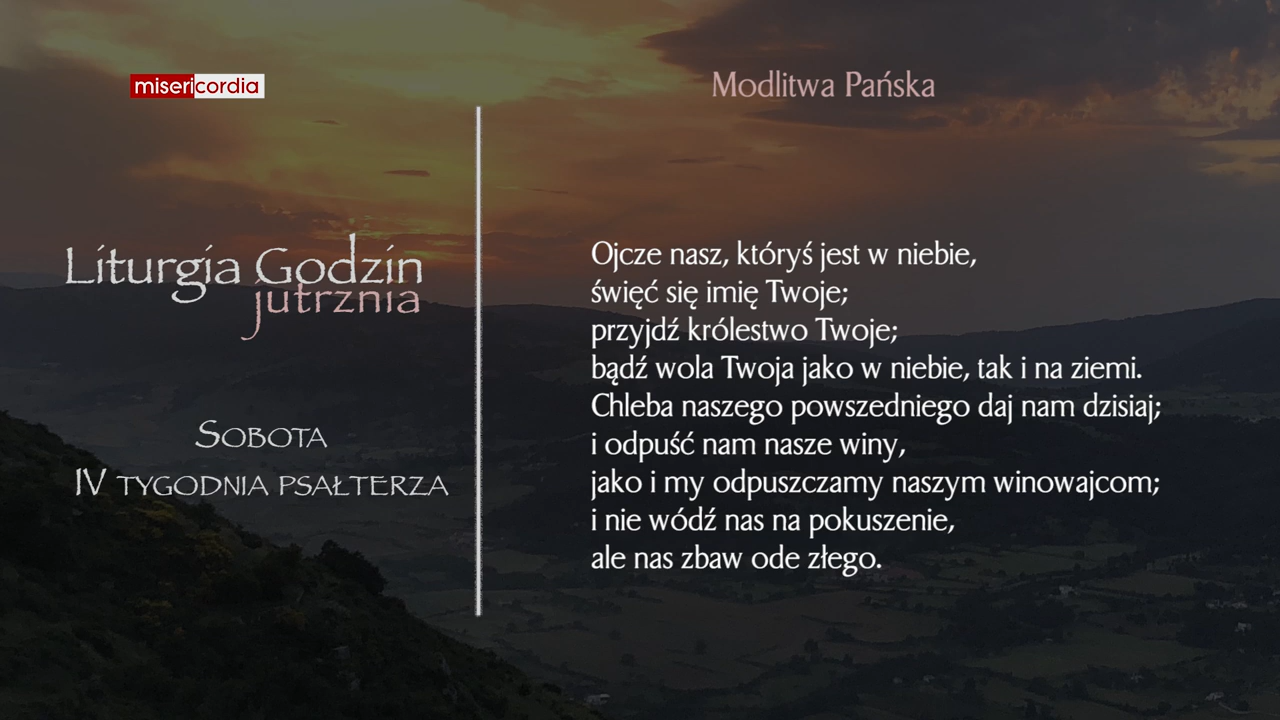 misericordia
Liturgia Godzin
jutrznia
Sobota
IV tygodnia psałterza
Modlitwa Pańska
Ojcze nasz, któryś jest w niebie,
święć się imię Twoje;
przyjdź królestwo Twoje;
bądź wola Twoja jako w niebie, tak i na ziemi.
Chleba naszego powszedniego daj nam dzisiaj;
i odpuść nam nasze winy,
jako i my odpuszczamy naszym winowajcom;
i nie wódź nas na pokuszenie,
ale nas zbaw ode złego.